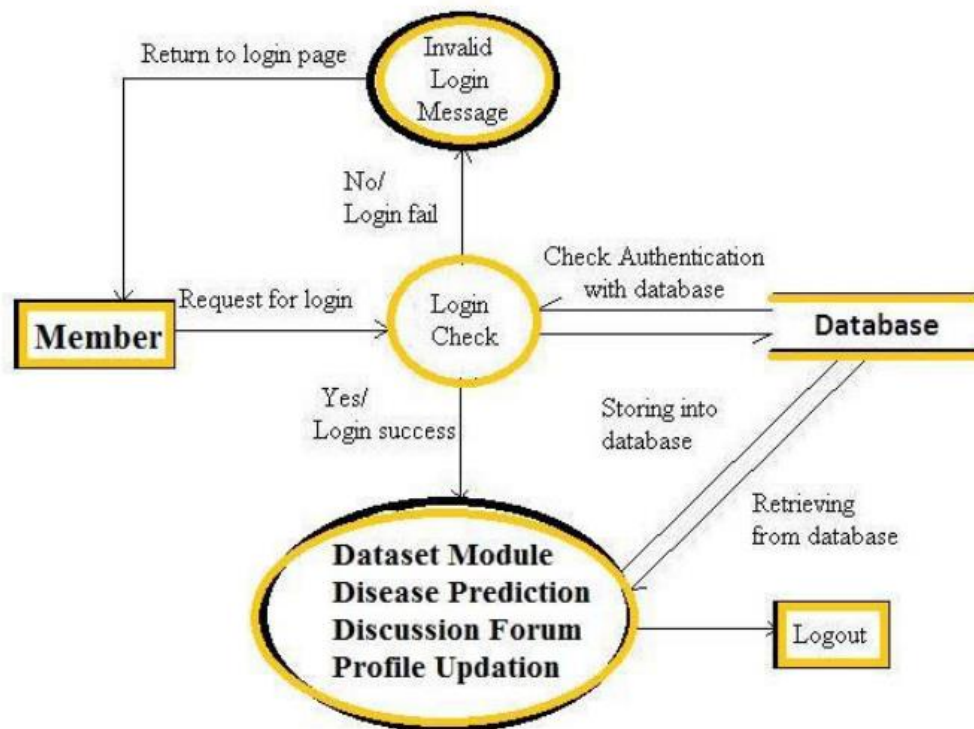 Return to login page
Invalid
Login
Message
No/
Login fail
Check Authentication
with database
Request for login
Member
Login
Check
Database
Yes/
Login success
Storing into
database
Retrieving
from database
Dataset Module
Disease Prediction
Discussion Forum
Profile Updation
Logout